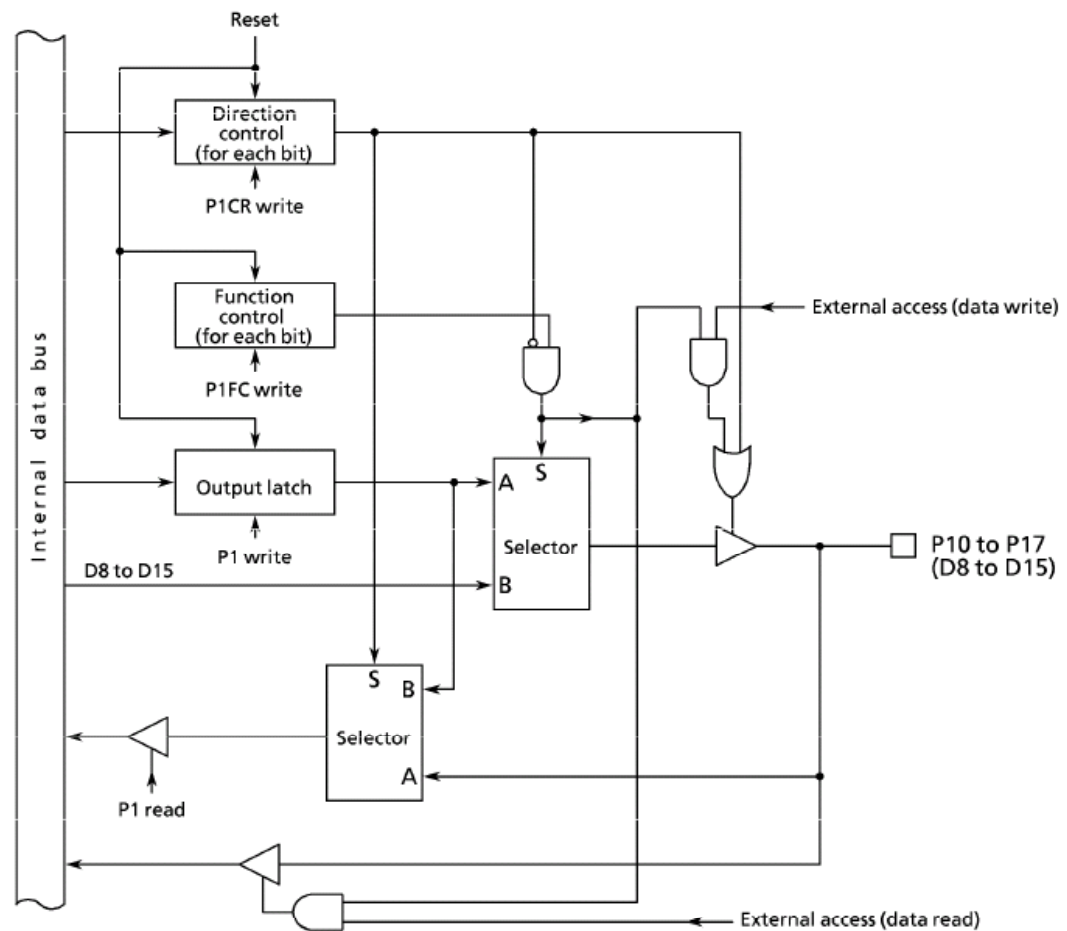 Reset
Direction
control
(for each bit)
P1CR write
Function
control
(for each bit)
External access (data write)
P1FC write
Internal data bus
S
A
Output latch
Selector
P10 to P17
(D8 to D15)
P1 write
D8 to D15
B
S
B
Selector
A
P1 read
External access (data read)